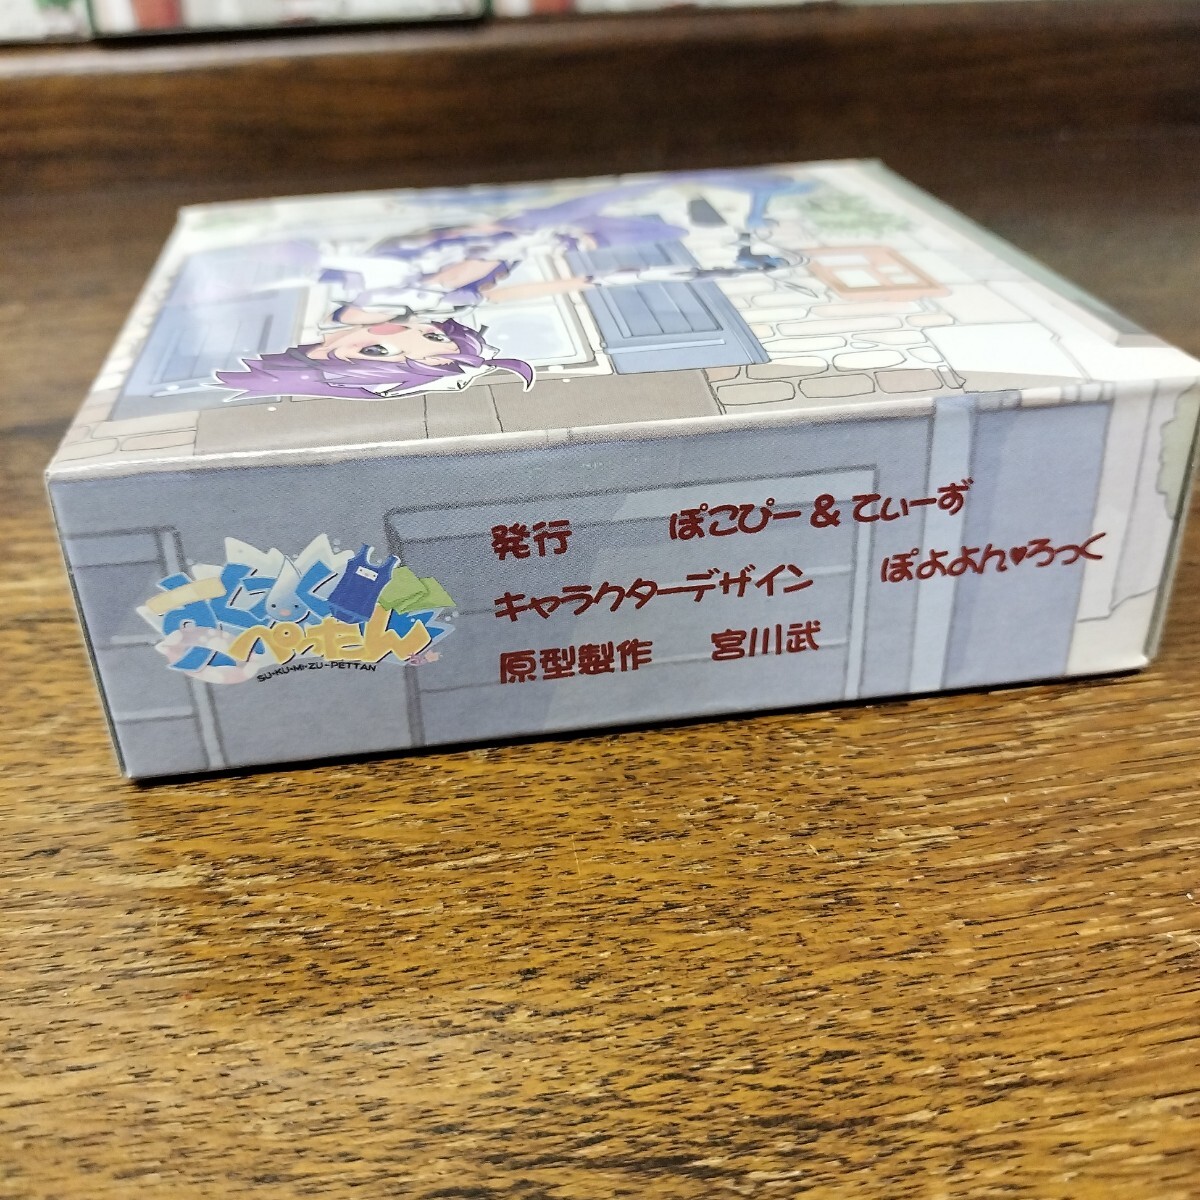 すくみずぺったん
SU-KU-MI-ZU-PETTAN
発行 ぽこぴー&てぃーず
キャラクターデザイン ぽよよん♥ろっく
原型製作 宮川武